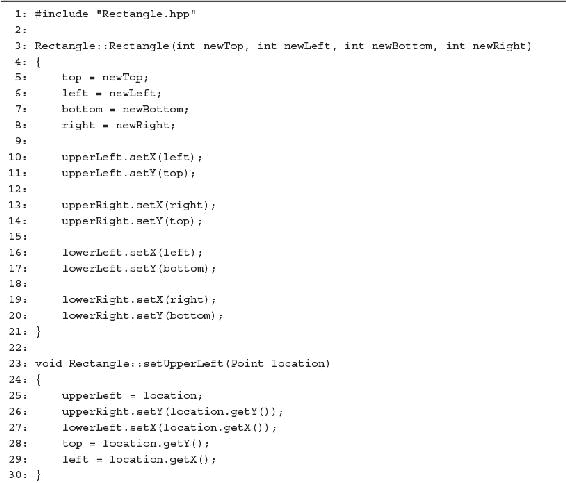 1: #include "Rectangle.hpp"
2:
3: Rectangle::Rectangle(int newTop, int newLeft, int newBottom, int newRight)
4: {
5:     top = newTop;
6:     left = newLeft;
7:     bottom = newBottom;
8:     right = newRight;
9:
10:     upperLeft.setX(left);
11:     upperLeft.setY(top);
12:
13:     upperRight.setX(right);
14:     upperRight.setY(top);
15:
16:     lowerLeft.setX(left);
17:     lowerLeft.setY(bottom);
18:
19:     lowerRight.setX(right);
20:     lowerRight.setY(bottom);
21: }
22:
23: void Rectangle::setUpperLeft(Point location)
24: {
25:     upperLeft = location;
26:     upperRight.setY(location.getY());
27:     lowerLeft.setX(location.getX());
28:     top = location.getY();
29:     left = location.getX();
30: }